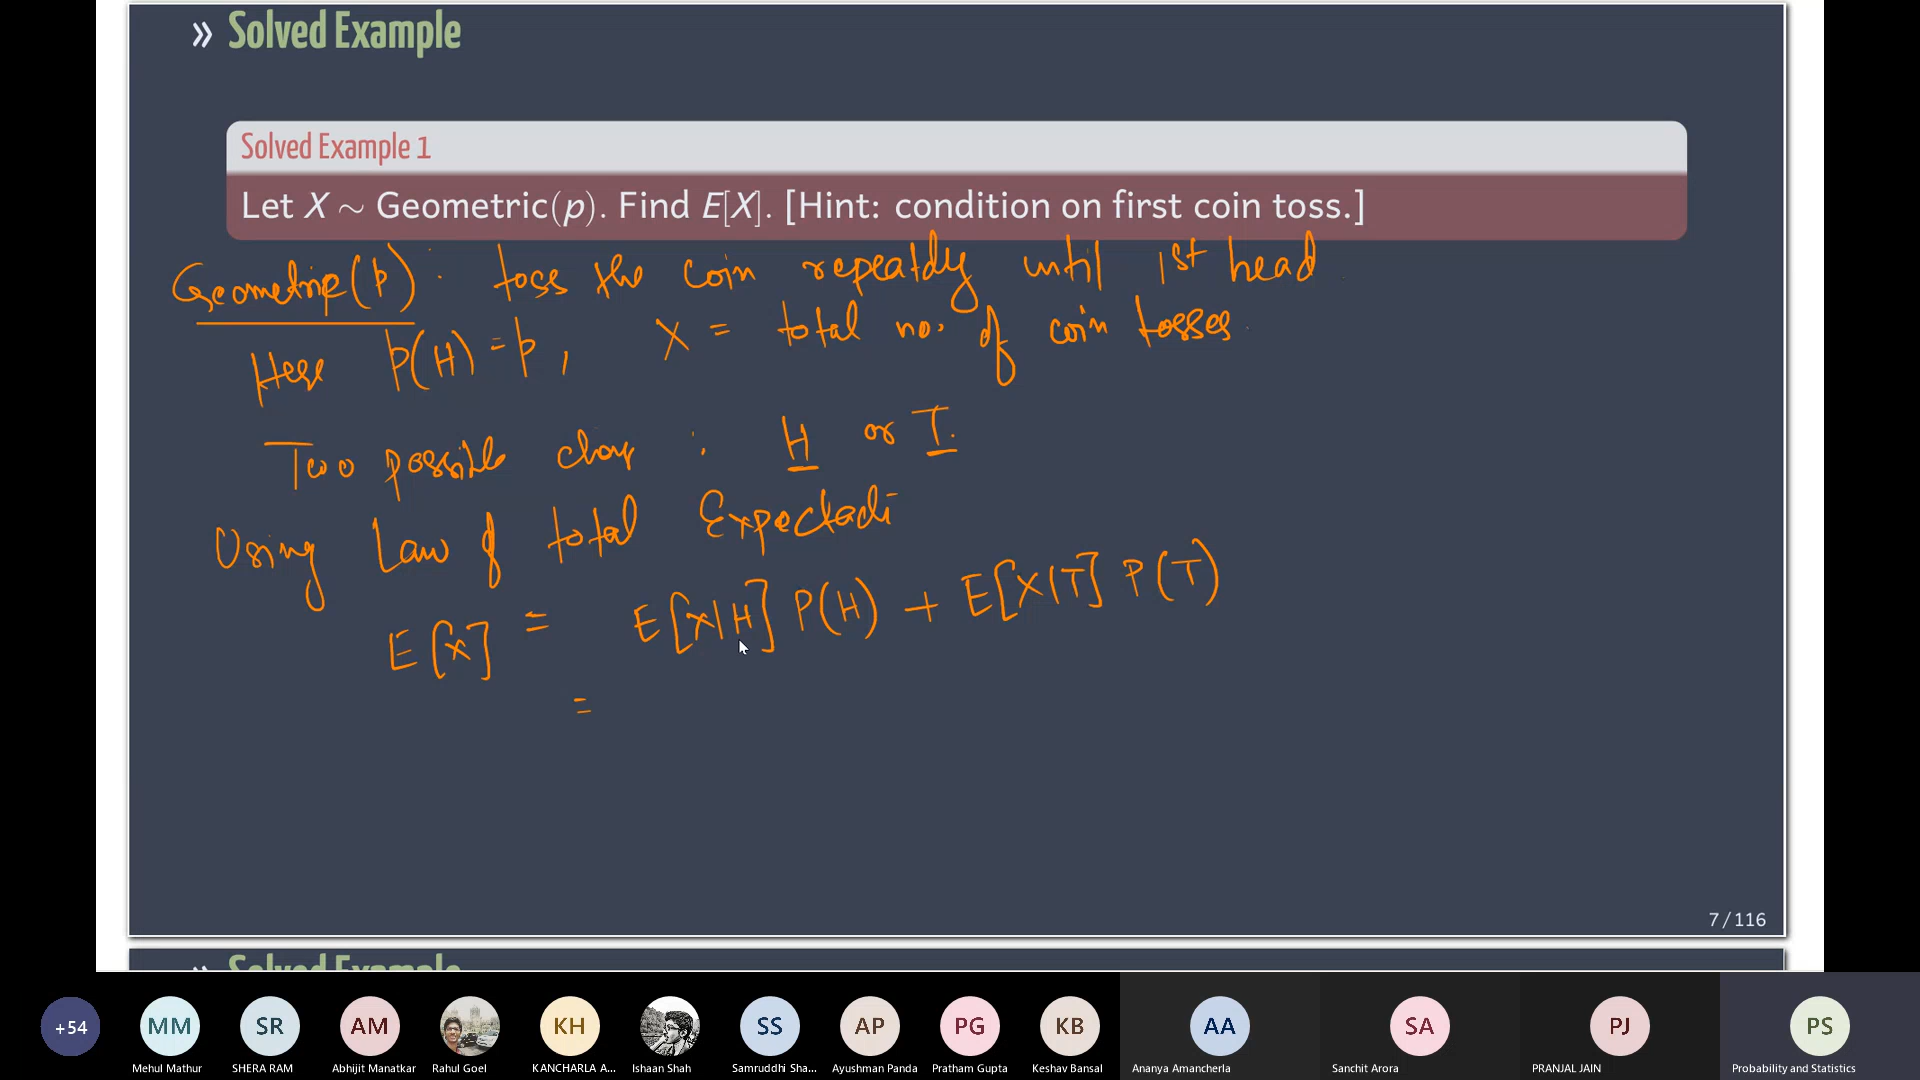 » Solved Example
Solved Example 1
Let X ∼ Geometric(p). Find E[X]. [Hint: condition on first coin toss.]
Geometric(p): toss the coin repeatdly until 1st head
Here P(H) = p, X = total no. of coin tosses.
Two possible : H or T.
Using Law of total Expectati
E[X] = E[X|H] P(H) + E[X|T] P(T)
=
7 / 116
» Solved Example
+54
MM
SR
AM
KH
SS
AP
PG
KB
AA
SA
PJ
PS
Mehul Mathur
SHERA RAM
Abhijit Manatkar
Rahul Goel
KANCHARLA A...
Ishaan Shah
Samruddhi Sha...
Ayushman Panda
Pratham Gupta
Keshav Bansal
Ananya Amancherla
Sanchit Arora
PRANJAL JAIN
Probability and Statistics